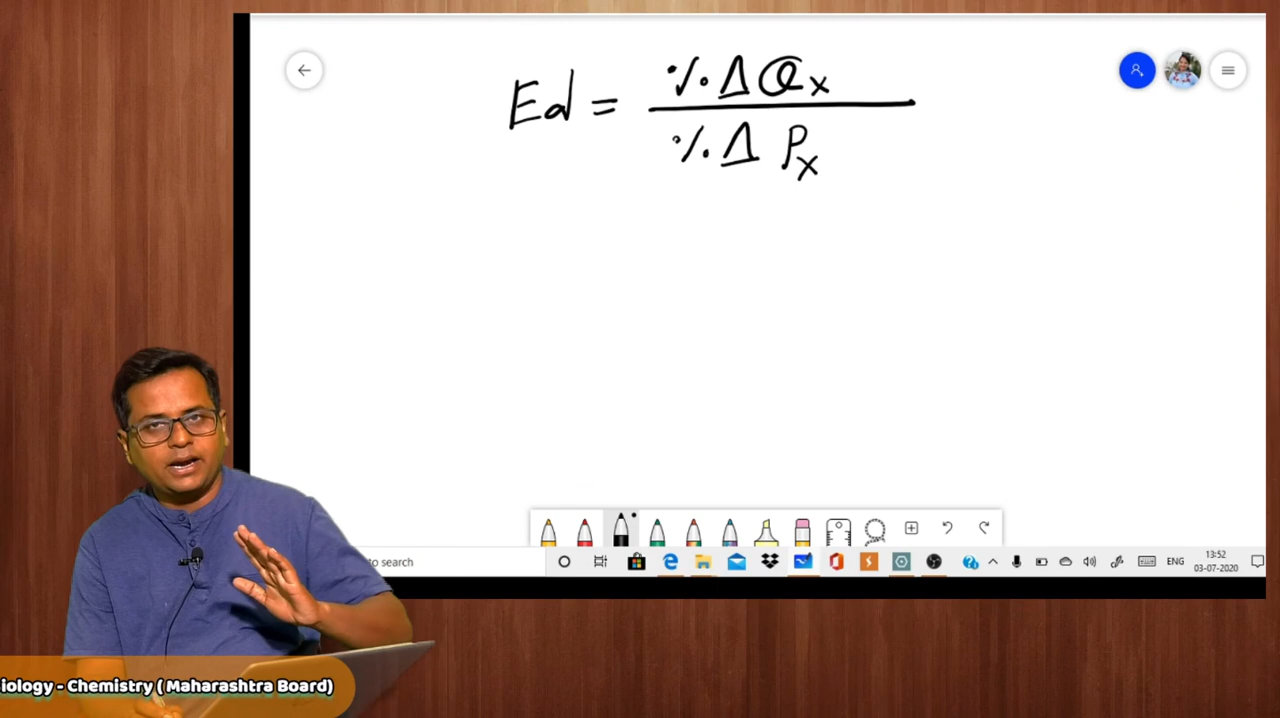 Ed = %ΔQx
%ΔPx
to search
ENG
13:52
03-07-2020
iology - Chemistry ( Maharashtra Board)